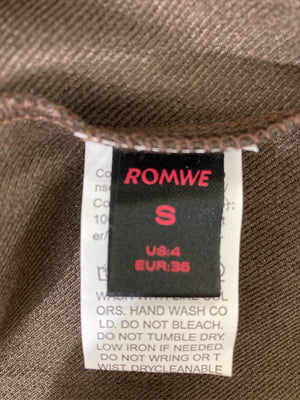 ROMWE
S
US:4
EUR:36
WASH WITH LIKE COL
ORS. HAND WASH CO
LD. DO NOT BLEACH.
DO NOT TUMBLE DRY.
LOW IRON IF NEEDED.
DO NOT WRING OR T
WIST.DRYCLEANABLE